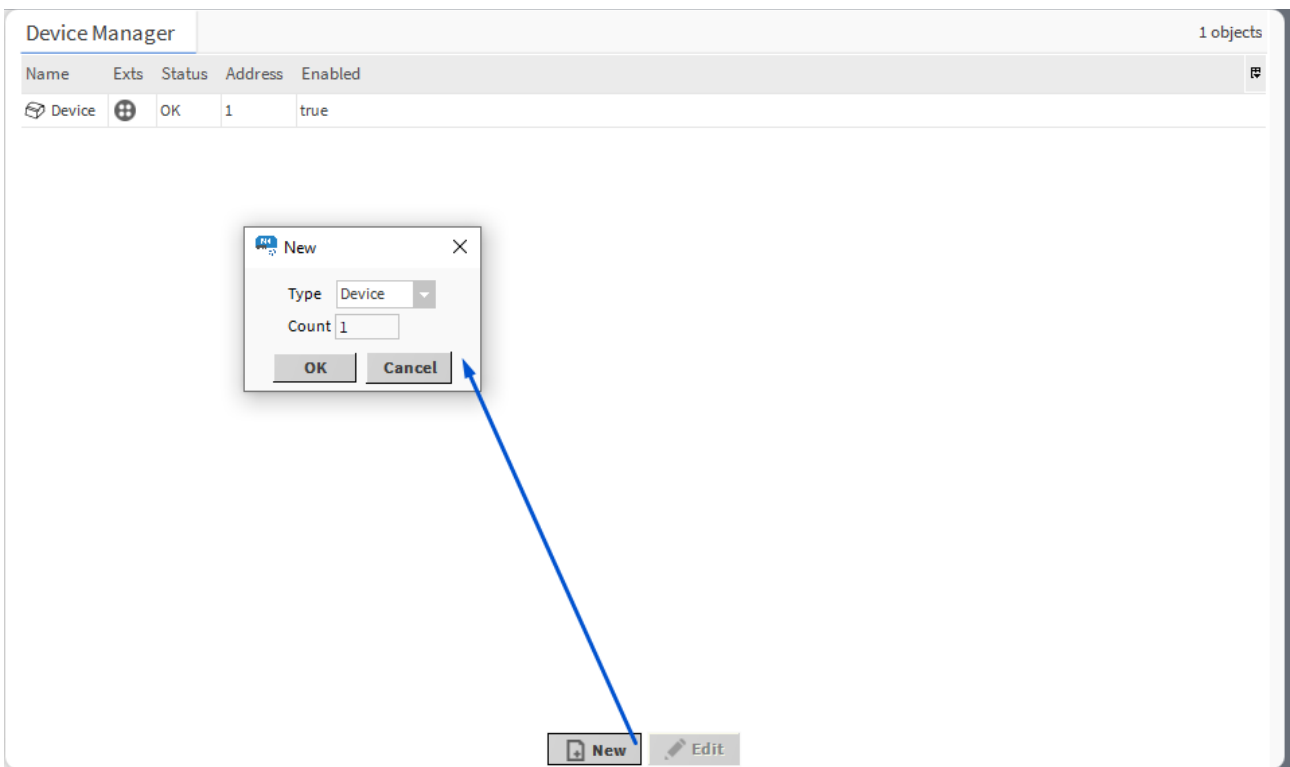 Device Manager 1 objects
Name Exts Status Address Enabled
Device OK 1 true
N4
New
Type Device
Count 1
OK Cancel
New Edit